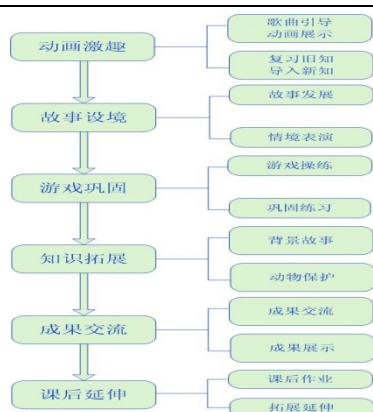 动画激趣
歌曲引导
动画展示
复习旧知
导入新知
故事设境
故事发展
情境表演
游戏巩固
游戏操练
巩固练习
知识拓展
背景故事
动物保护
成果交流
成果交流
成果展示
课后延伸
课后作业
拓展延伸